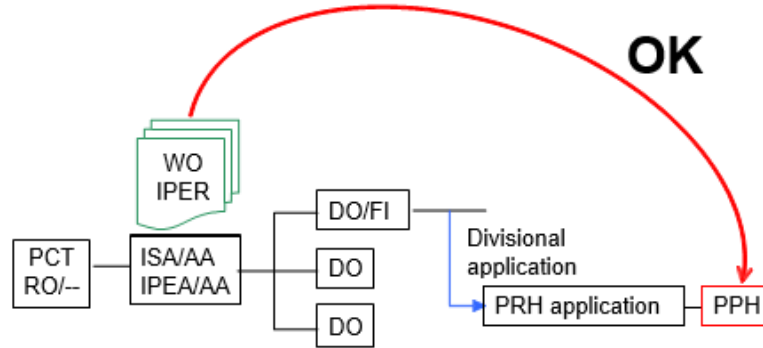 OK
WO
IPER
PCT
RO/--
ISA/AA
IPEA/AA
DO/FI
DO
DO
Divisional
application
PRH application
PPH